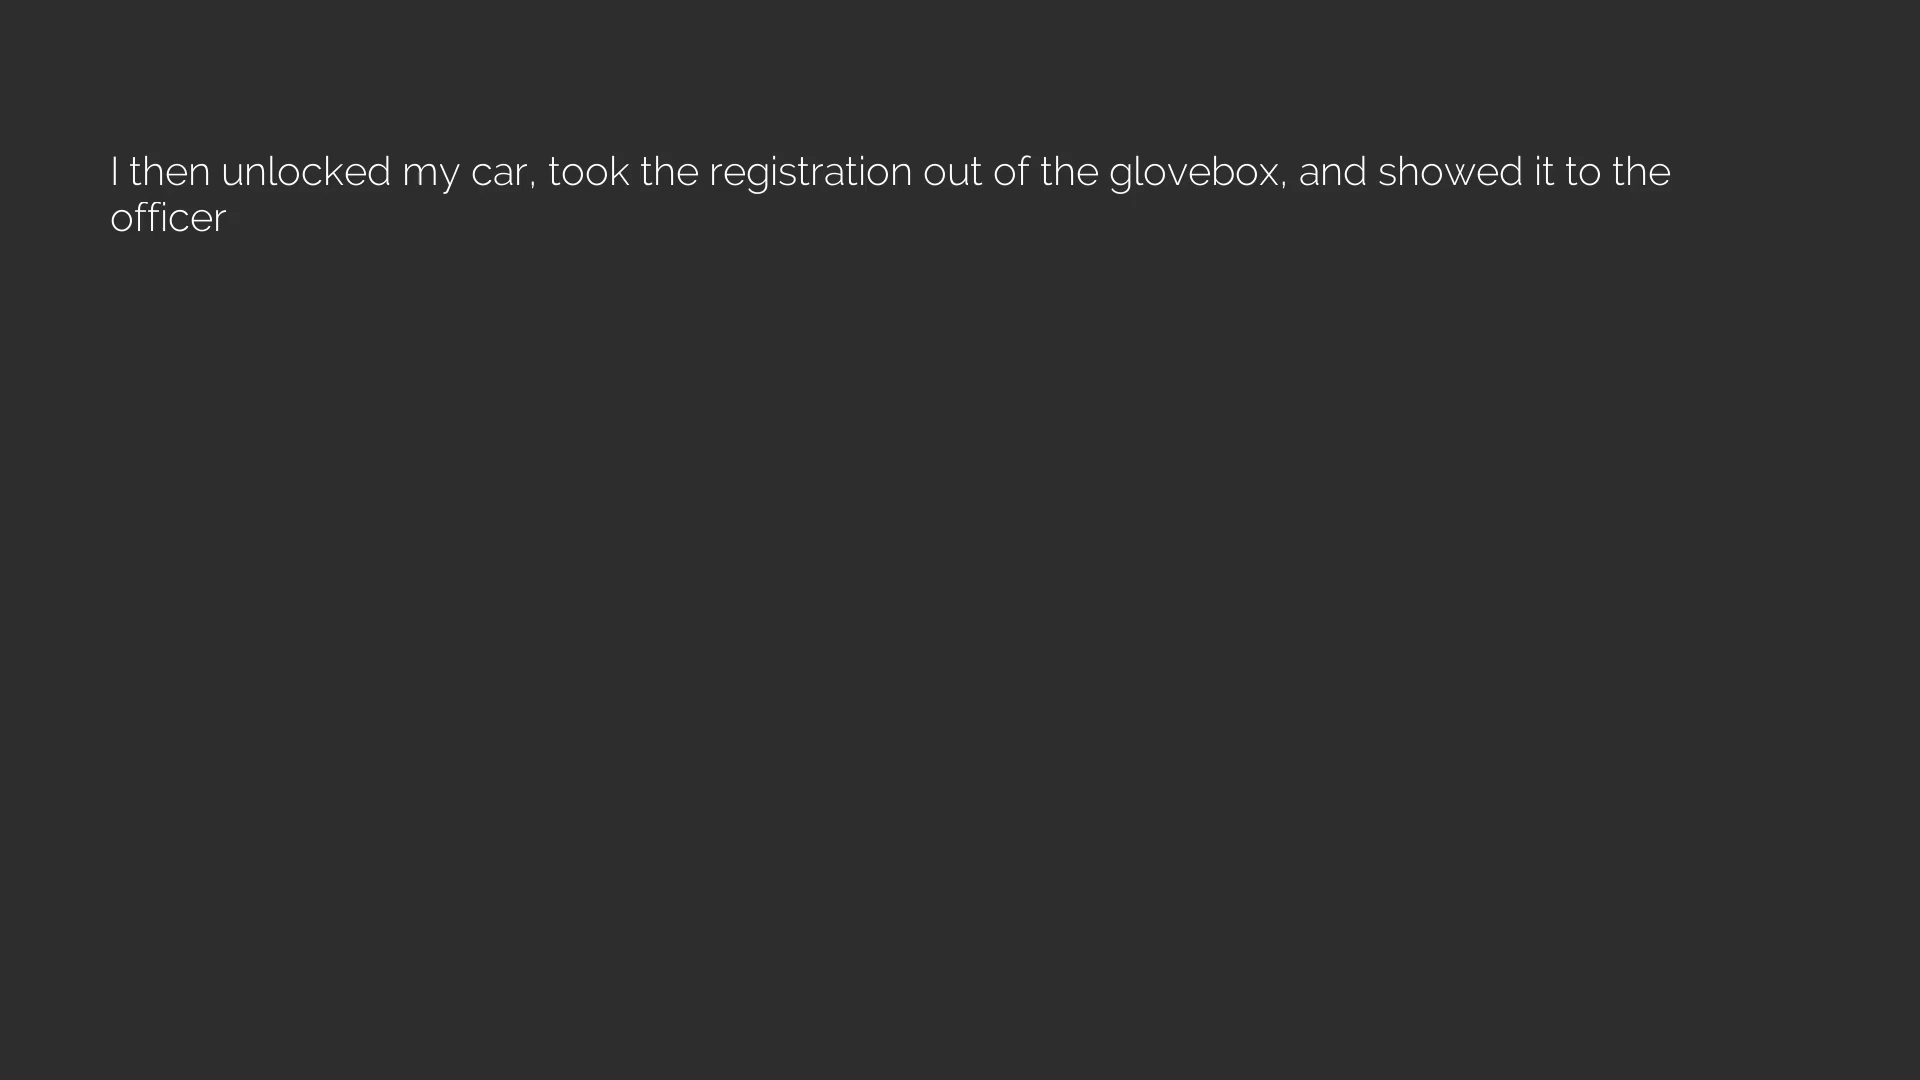 I then unlocked my car, took the registration out of the glovebox, and showed it to the
officer